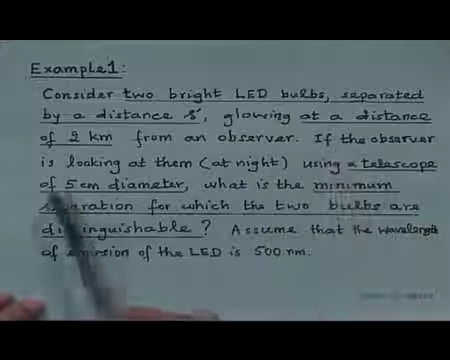 Example 1:
Consider two bright LED bulbs, separated
by a distance 's', glowing at a distance
of 2 km from an observer. If the observer
is looking at them (at night) using a telescope
of 5 cm diameter, what is the minimum
separation for which the two bulbs are
distinguishable? Assume that the wavelength
of emission of the LED is 500 nm.